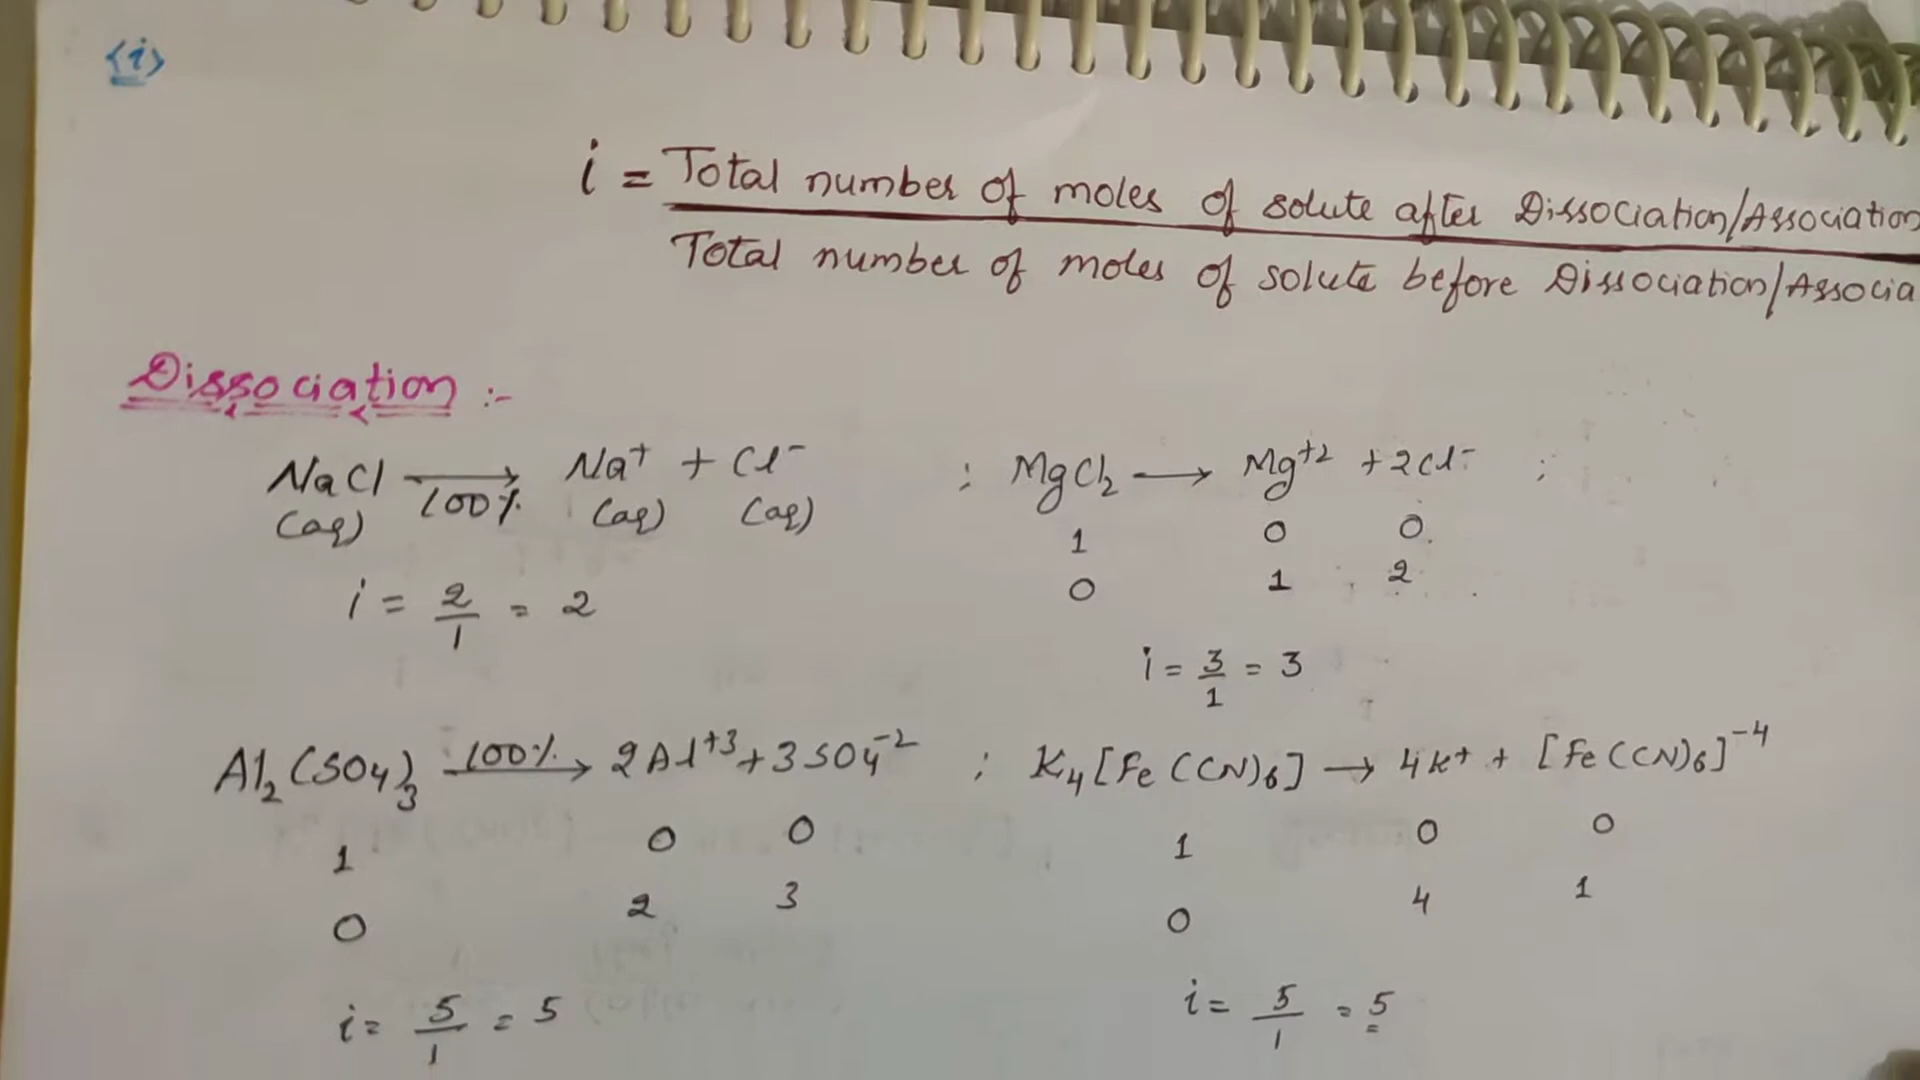 <i>
i = Total number of moles of solute after Dissociation/Association
Total number of moles of solute before Dissociation/Associa
Dissociation :-
NaCl (aq) →100% Na⁺ (aq) + Cl⁻ (aq) ; MgCl₂ → Mg⁺² + 2Cl⁻ ;
1 0 0
0 1 2
i = 2/1 = 2
i = 3/1 = 3
Al₂(SO₄)₃ →100% 2Al⁺³ + 3SO₄⁻² ; K₄[Fe(CN)₆] → 4K⁺ + [Fe(CN)₆]⁻⁴
1 0 0 1 0 0
0 2 3 0 4 1
i = 5/1 = 5 i = 5/1 = 5